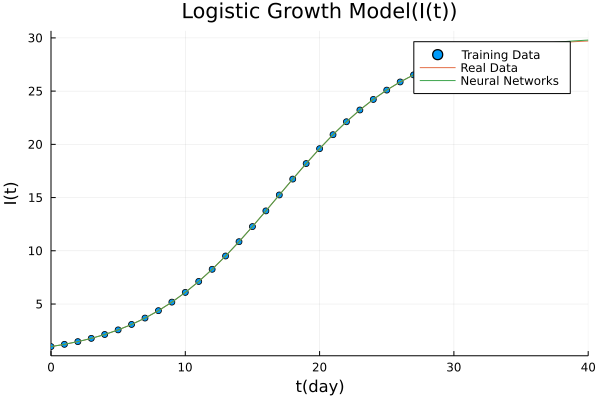 Logistic Growth Model(I(t))
I(t)
30
25
20
15
10
5
Training Data
Real Data
Neural Networks
0 10 20 30 40
t(day)